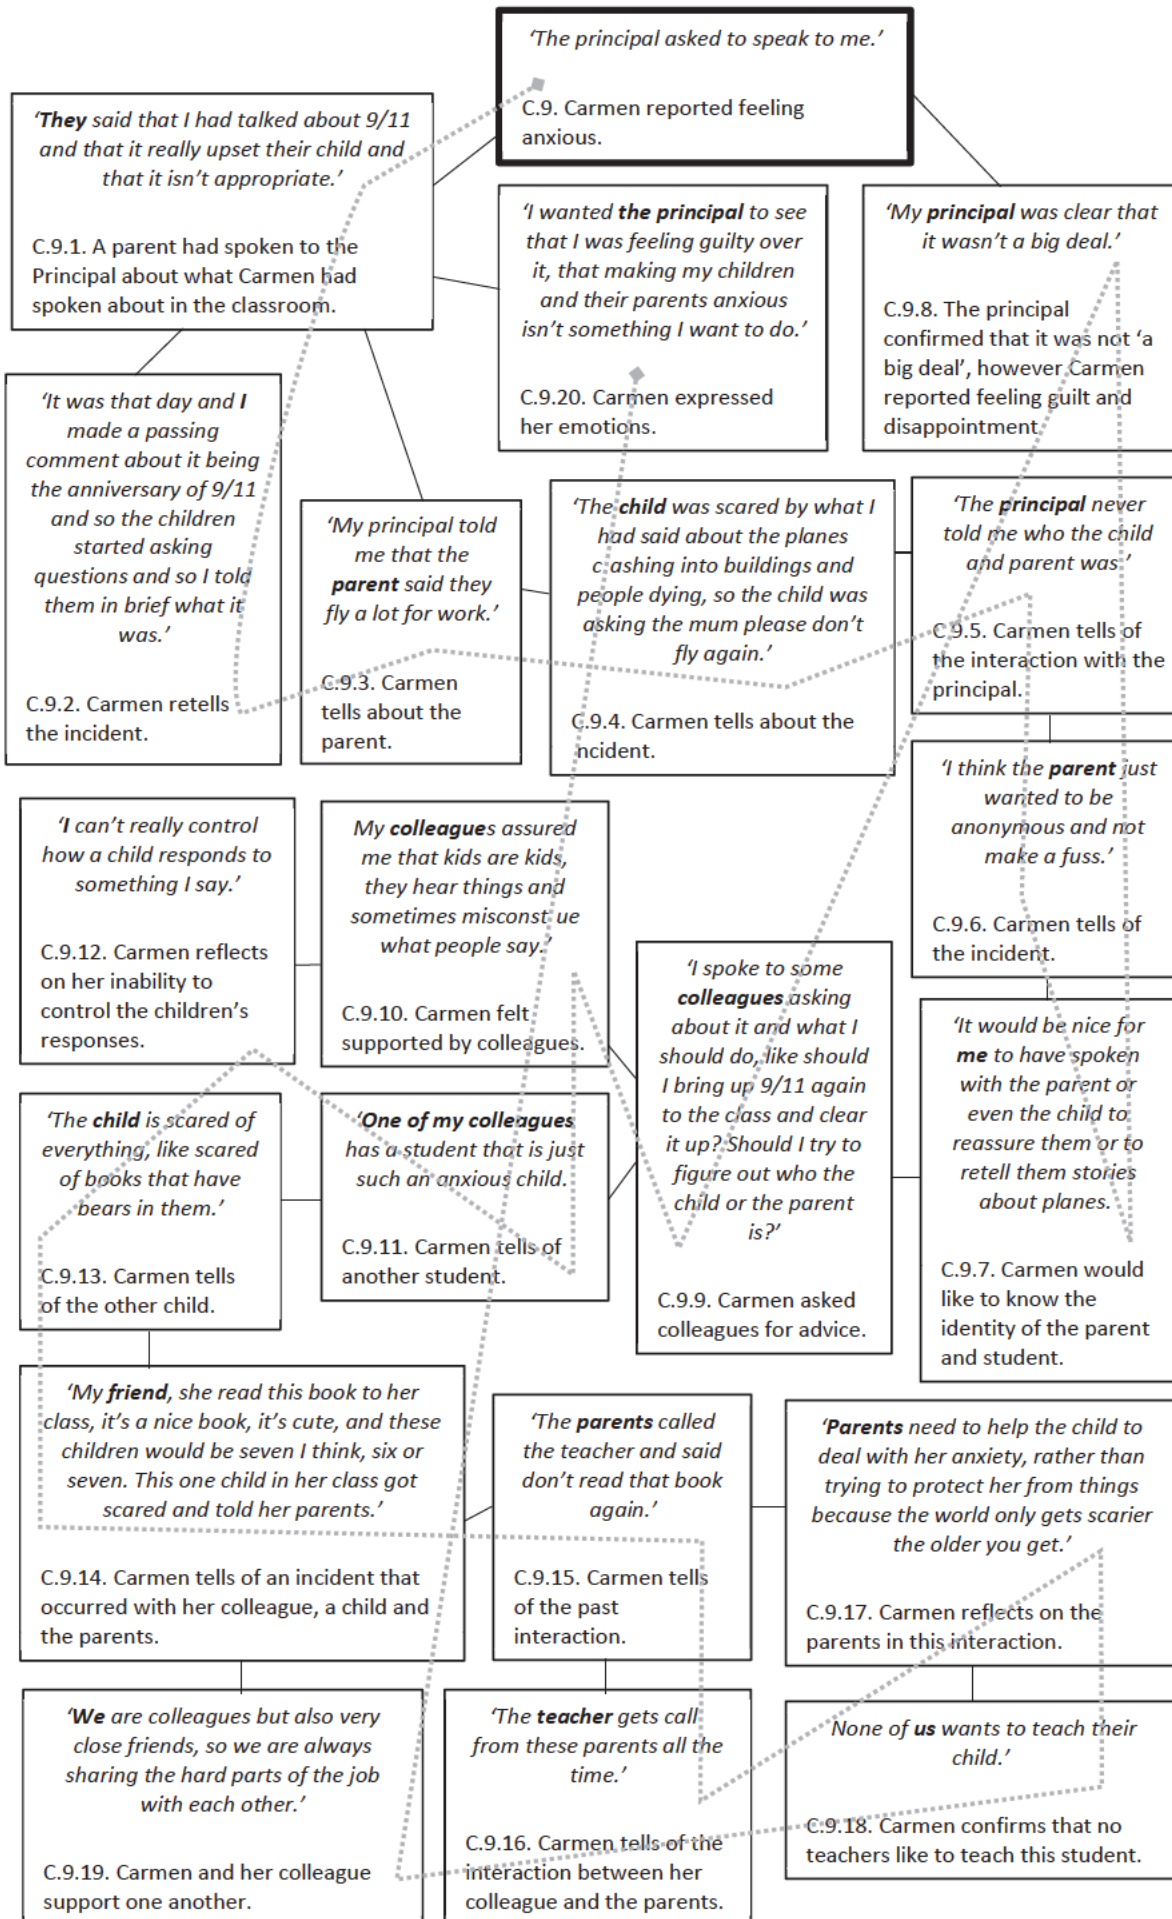 ‘The principal asked to speak to me.’
C.9. Carmen reported feeling
anxious.
‘They said that I had talked about 9/11
and that it really upset their child and
that it isn’t appropriate.’
C.9.1. A parent had spoken to the
Principal about what Carmen had
spoken about in the classroom.
‘I wanted the principal to see
that I was feeling guilty over
it, that making my children
and their parents anxious
isn’t something I want to do.’
C.9.20. Carmen expressed
her emotions.
‘My principal was clear that
it wasn’t a big deal.’
C.9.8. The principal
confirmed that it was not ‘a
big deal’, however Carmen
reported feeling guilt and
disappointment
‘It was that day and I
made a passing
comment about it being
the anniversary of 9/11
and so the children
started asking
questions and so I told
them in brief what it
was.’
C.9.2. Carmen retells
the incident.
‘My principal told
me that the
parent said they
fly a lot for work.’
C.9.3. Carmen
tells about the
parent.
‘The child was scared by what I
had said about the planes
c ashing into buildings and
people dying, so the child was
asking the mum please don’t
fly again.’
C.9.4. Carmen tells about the
incident.
‘The principal never
told me who the child
and parent was ’
C.9.5. Carmen tells of
the interaction with the
principal.
‘I think the parent just
wanted to be
anonymous and not
make a fuss.’
C.9.6. Carmen tells of
the incident.
‘I can’t really control
how a child responds to
something I say.’
C.9.12. Carmen reflects
on her inability to
control the children’s
responses.
My colleagues assured
me that kids are kids,
they hear things and
sometimes misconst ue
what people say.’
C.9.10. Carmen felt
supported by colleagues.
‘I spoke to some
colleagues asking
about it and what I
should do, like should
I bring up 9/11 again
to the class and clear
it up? Should I try to
figure out who the
child or the parent
is?’
C.9.9. Carmen asked
colleagues for advice.
‘It would be nice for
me to have spoken
with the parent or
even the child to
reassure them or to
retell them stories
about planes.
C.9.7. Carmen would
like to know the
identity of the parent
and student.
‘The child is scared of
everything, like scared
of books that have
bears in them.’
C.9.13. Carmen tells
of the other child.
‘One of my colleagues
has a student that is just
such an anxious child.
C.9.11. Carmen tells of
another student.
‘My friend, she read this book to her
class, it’s a nice book, it’s cute, and these
children would be seven I think, six or
seven. This one child in her class got
scared and told her parents.’
C.9.14. Carmen tells of an incident that
occurred with her colleague, a child and
the parents.
‘The parents called
the teacher and said
don’t read that book
again.’
C.9.15. Carmen tells
of the past
interaction.
‘Parents need to help the child to
deal with her anxiety, rather than
trying to protect her from things
because the world only gets scarier
the older you get.’
C.9.17. Carmen reflects on the
parents in this interaction.
‘We are colleagues but also very
close friends, so we are always
sharing the hard parts of the job
with each other.’
C.9.19. Carmen and her colleague
support one another.
‘The teacher gets call
from these parents all the
time.’
C.9.16. Carmen tells of the
interaction between her
colleague and the parents.
‘None of us wants to teach their
child.’
C.9.18. Carmen confirms that no
teachers like to teach this student.